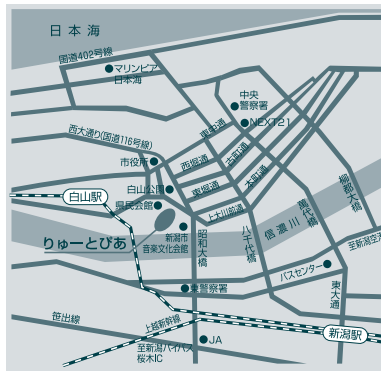 日本海
国道402号線
マリンピア
日本海
中央
警察署
NEXT21
西大通り(国道116号線)
東中通
市役所
西堀通
古町通
白山公園
東堀通
本町通
柳都大橋
白山駅
県民会館
上大川前通
萬代橋
りゅーとぴあ
新潟市
音楽文化会館
昭和大橋
八千代橋
信濃川
至新潟空港
バスセンター
東大通
東警察署
笹出線
上越新幹線
至新潟バイパス
桜木IC
JA
新潟駅